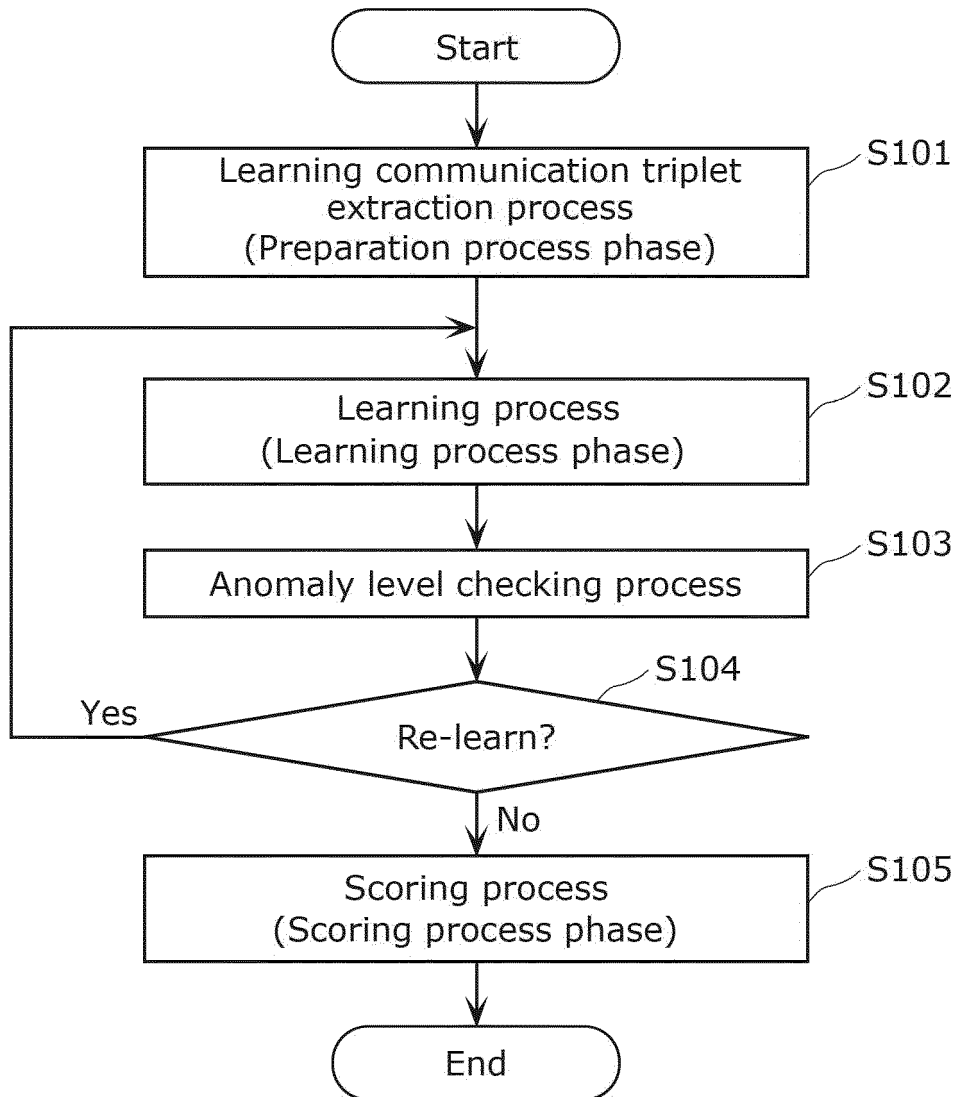 Start
S101
Learning communication triplet
extraction process
(Preparation process phase)
S102
Learning process
(Learning process phase)
S103
Anomaly level checking process
S104
Yes
Re-learn?
No
S105
Scoring process
(Scoring process phase)
End